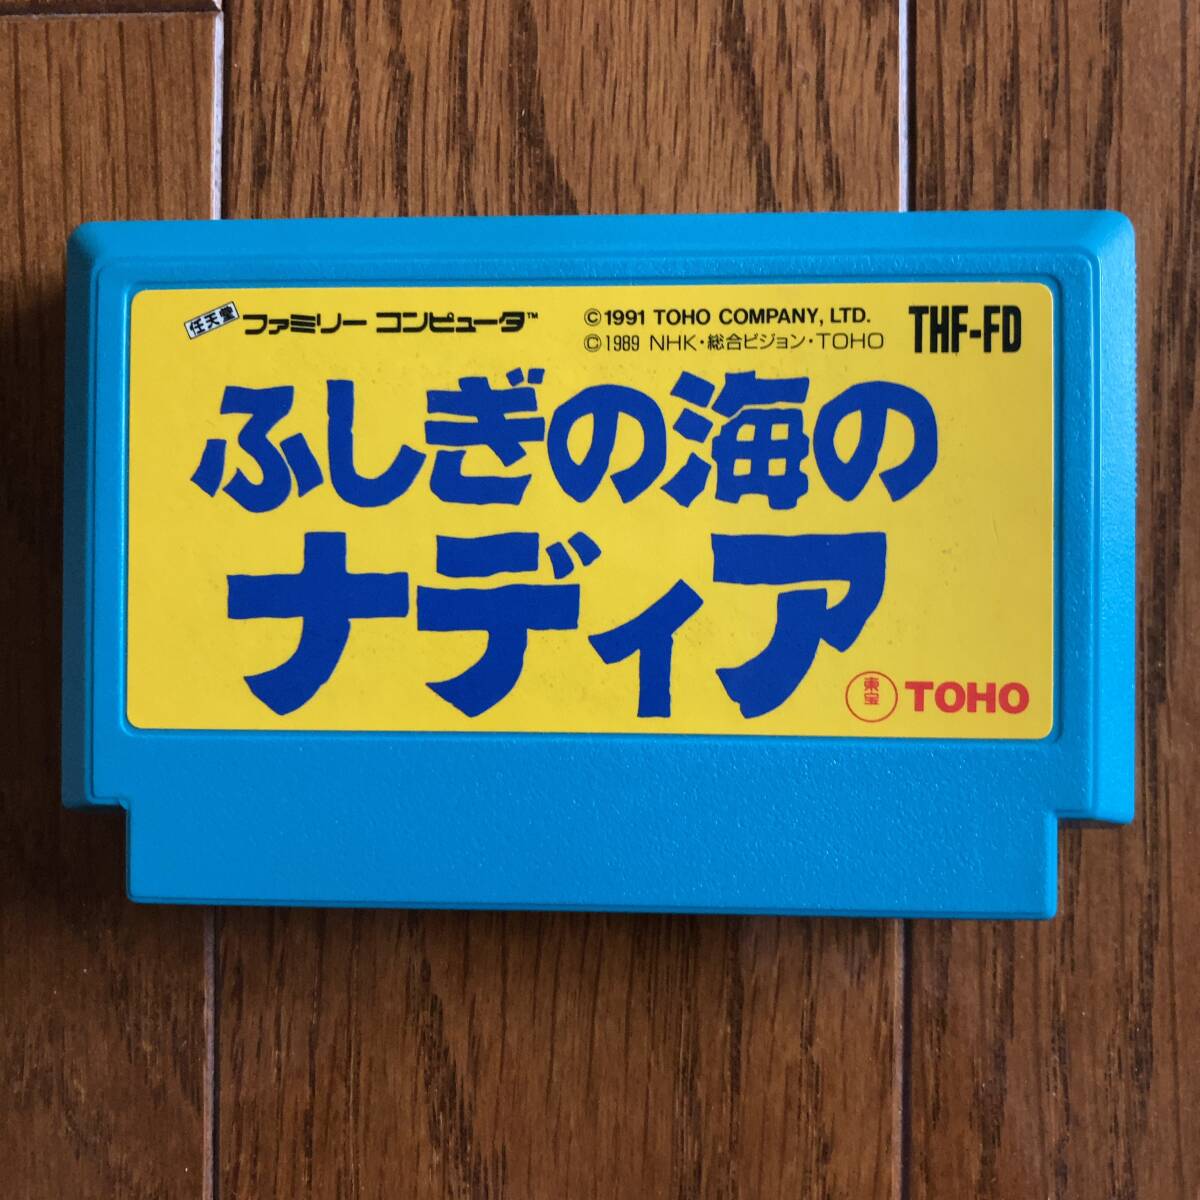 任天堂 ファミリー コンピュータ™
©1991 TOHO COMPANY, LTD.
©1989 NHK・総合ビジョン・TOHO
THF-FD
ふしぎの海の
ナディア
東宝 TOHO